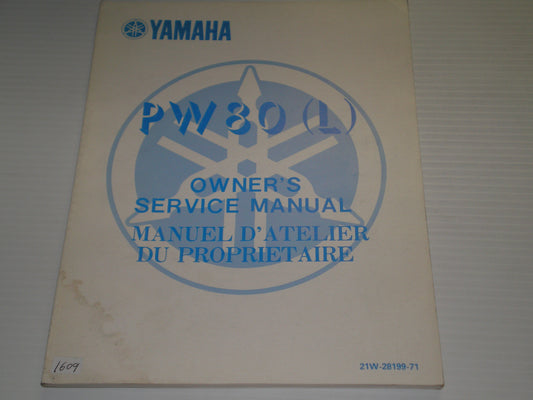 YAMAHA
PW80(L)
OWNER'S
SERVICE MANUAL
MANUEL D'ATELIER
DU PROPRIETAIRE
1609
21W-28199-71